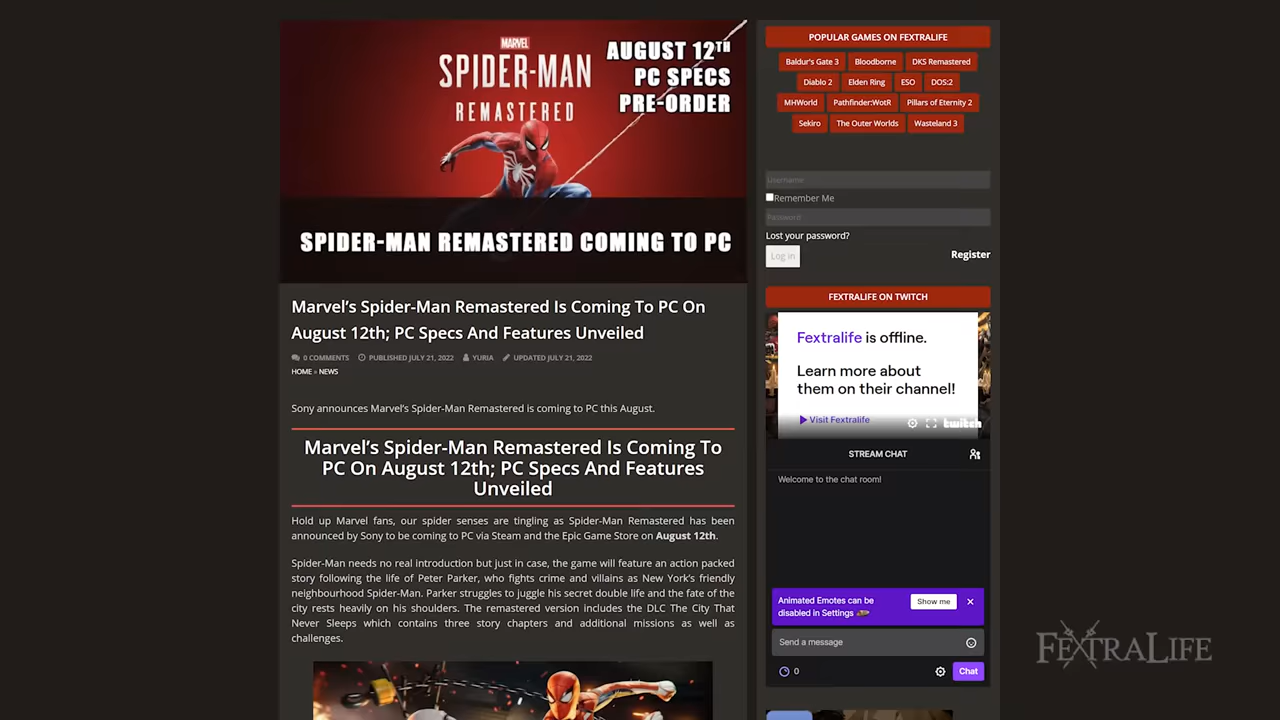 MARVEL
SPIDER-MAN
REMASTERED
AUGUST 12TH
PC SPECS
PRE-ORDER
SPIDER-MAN REMASTERED COMING TO PC
Marvel's Spider-Man Remastered Is Coming To PC On
August 12th; PC Specs And Features Unveiled
0 COMMENTS PUBLISHED JULY 21, 2022 YURIA UPDATED JULY 21, 2022
HOME » NEWS
Sony announces Marvel's Spider-Man Remastered is coming to PC this August.
Marvel's Spider-Man Remastered Is Coming To
PC On August 12th; PC Specs And Features
Unveiled
Hold up Marvel fans, our spider senses are tingling as Spider-Man Remastered has been
announced by Sony to be coming to PC via Steam and the Epic Game Store on August 12th.
Spider-Man needs no real introduction but just in case, the game will feature an action packed
story following the life of Peter Parker, who fights crime and villains as New York's friendly
neighbourhood Spider-Man. Parker struggles to juggle his secret double life and the fate of the
city rests heavily on his shoulders. The remastered version includes the DLC The City That
Never Sleeps which contains three story chapters and additional missions as well as
challenges.
POPULAR GAMES ON FEXTRALIFE
Baldur's Gate 3 Bloodborne DKS Remastered
Diablo 2 Elden Ring ESO DOS:2
MHWorld Pathfinder:WotR Pillars of Eternity 2
Sekiro The Outer Worlds Wasteland 3
Username
Remember Me
Password
Lost your password?
Log in Register
FEXTRALIFE ON TWITCH
Fextralife is offline.
Learn more about
them on their channel!
Visit Fextralife twitch
STREAM CHAT
Welcome to the chat room!
Animated Emotes can be
disabled in Settings
Show me
Send a message
0 Chat
FEXTRALIFE